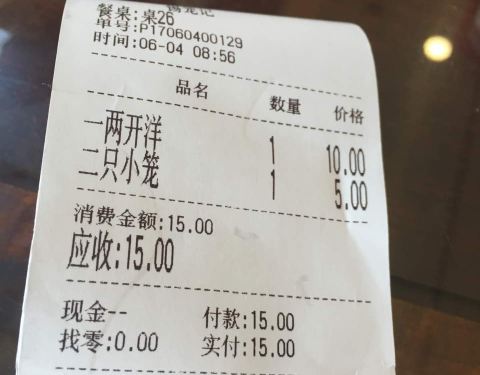 餐桌:桌26
单号:P17060400129
时间:06-04 08:56
品名 数量 价格
一两开洋 1 10.00
二只小笼 1 5.00
消费金额:15.00
应收:15.00
现金-- 付款:15.00
找零:0.00 实付:15.00